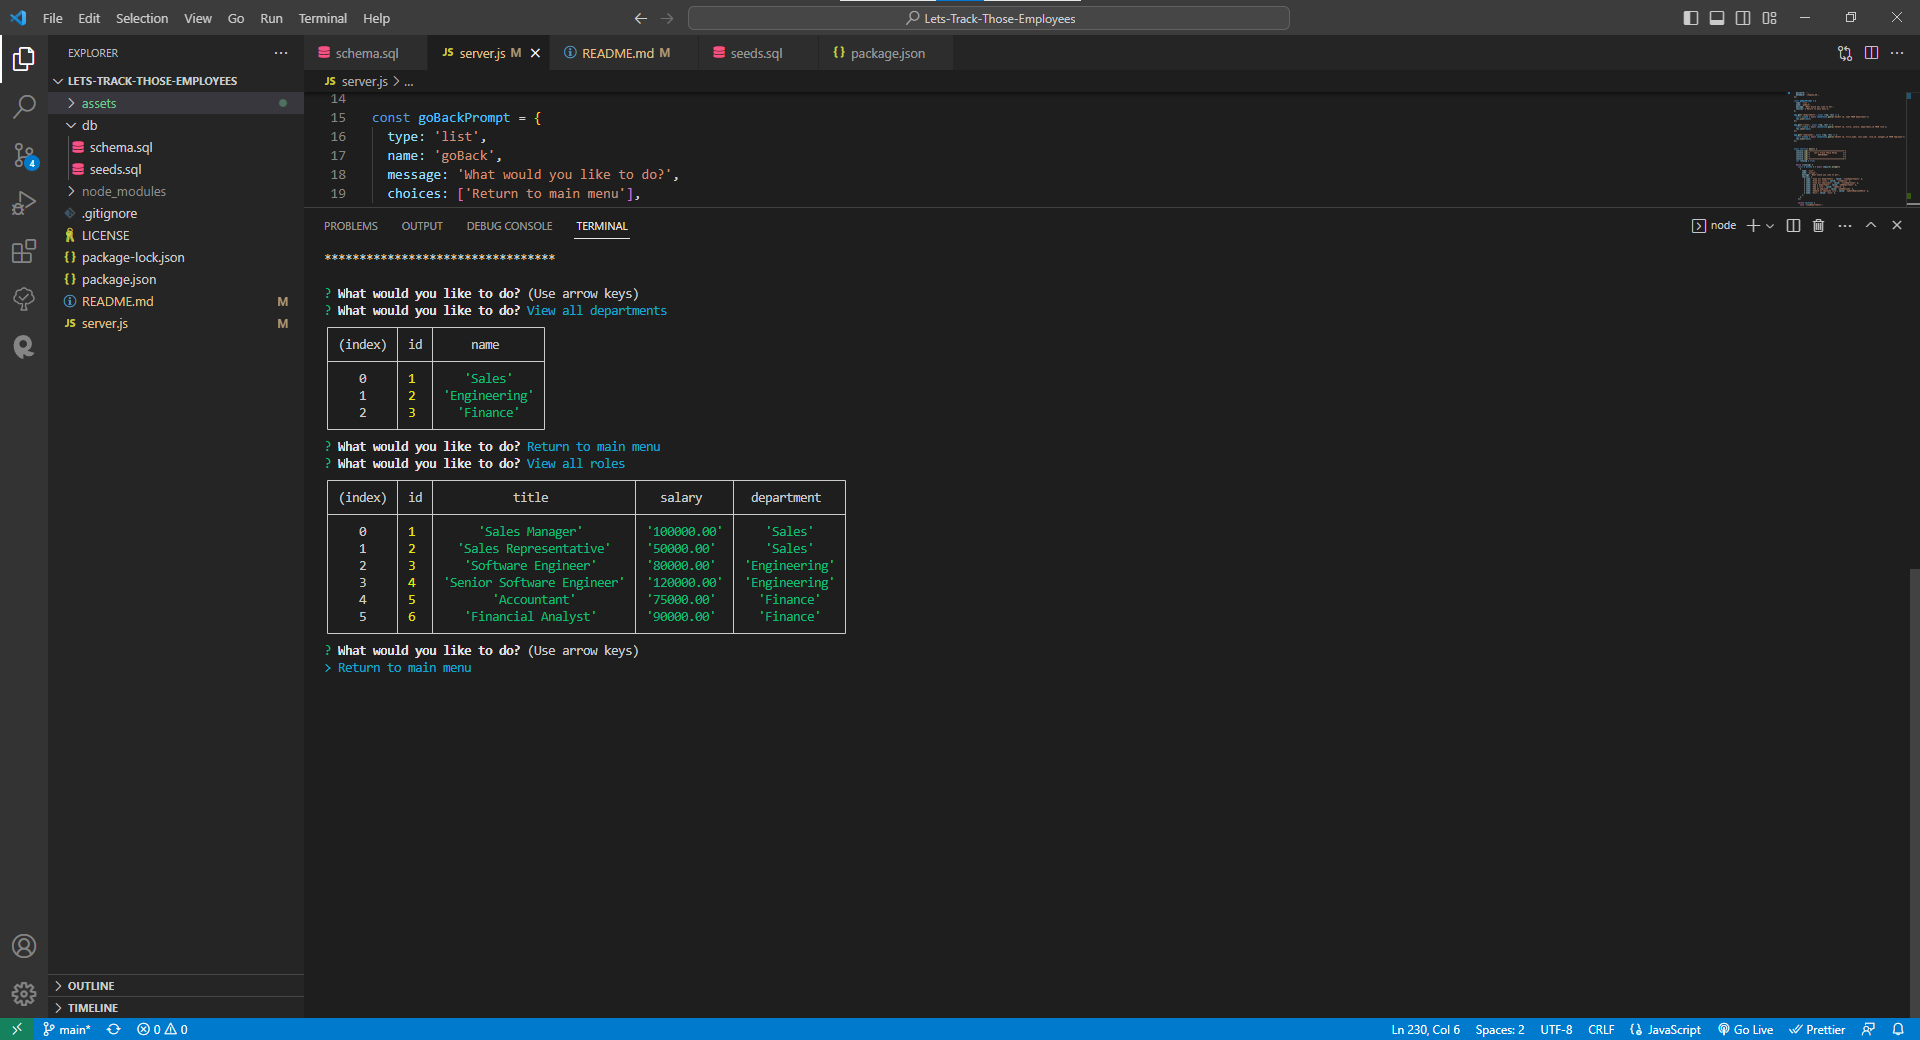 File Edit Selection View Go Run Terminal Help
Lets-Track-Those-Employees
EXPLORER
LETS-TRACK-THOSE-EMPLOYEES
assets
db
schema.sql
seeds.sql
node_modules
.gitignore
LICENSE
package-lock.json
package.json
README.md M
server.js M
OUTLINE
TIMELINE
4
schema.sql
JS server.js M
README.md M
seeds.sql
package.json
JS server.js > ...
14
15 const goBackPrompt = {
16 type: 'list',
17 name: 'goBack',
18 message: 'What would you like to do?',
19 choices: ['Return to main menu'],
PROBLEMS OUTPUT DEBUG CONSOLE TERMINAL
node
*********************************
? What would you like to do? (Use arrow keys)
? What would you like to do? View all departments
(index) id name
0 1 'Sales'
1 2 'Engineering'
2 3 'Finance'
? What would you like to do? Return to main menu
? What would you like to do? View all roles
(index) id title salary department
0 1 'Sales Manager' '100000.00' 'Sales'
1 2 'Sales Representative' '50000.00' 'Sales'
2 3 'Software Engineer' '80000.00' 'Engineering'
3 4 'Senior Software Engineer' '120000.00' 'Engineering'
4 5 'Accountant' '75000.00' 'Finance'
5 6 'Financial Analyst' '90000.00' 'Finance'
? What would you like to do? (Use arrow keys)
> Return to main menu
main* 0 0
Ln 230, Col 6 Spaces: 2 UTF-8 CRLF JavaScript Go Live Prettier